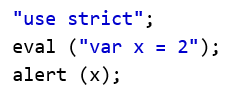 "use strict";
eval ("var x = 2");
alert (x);